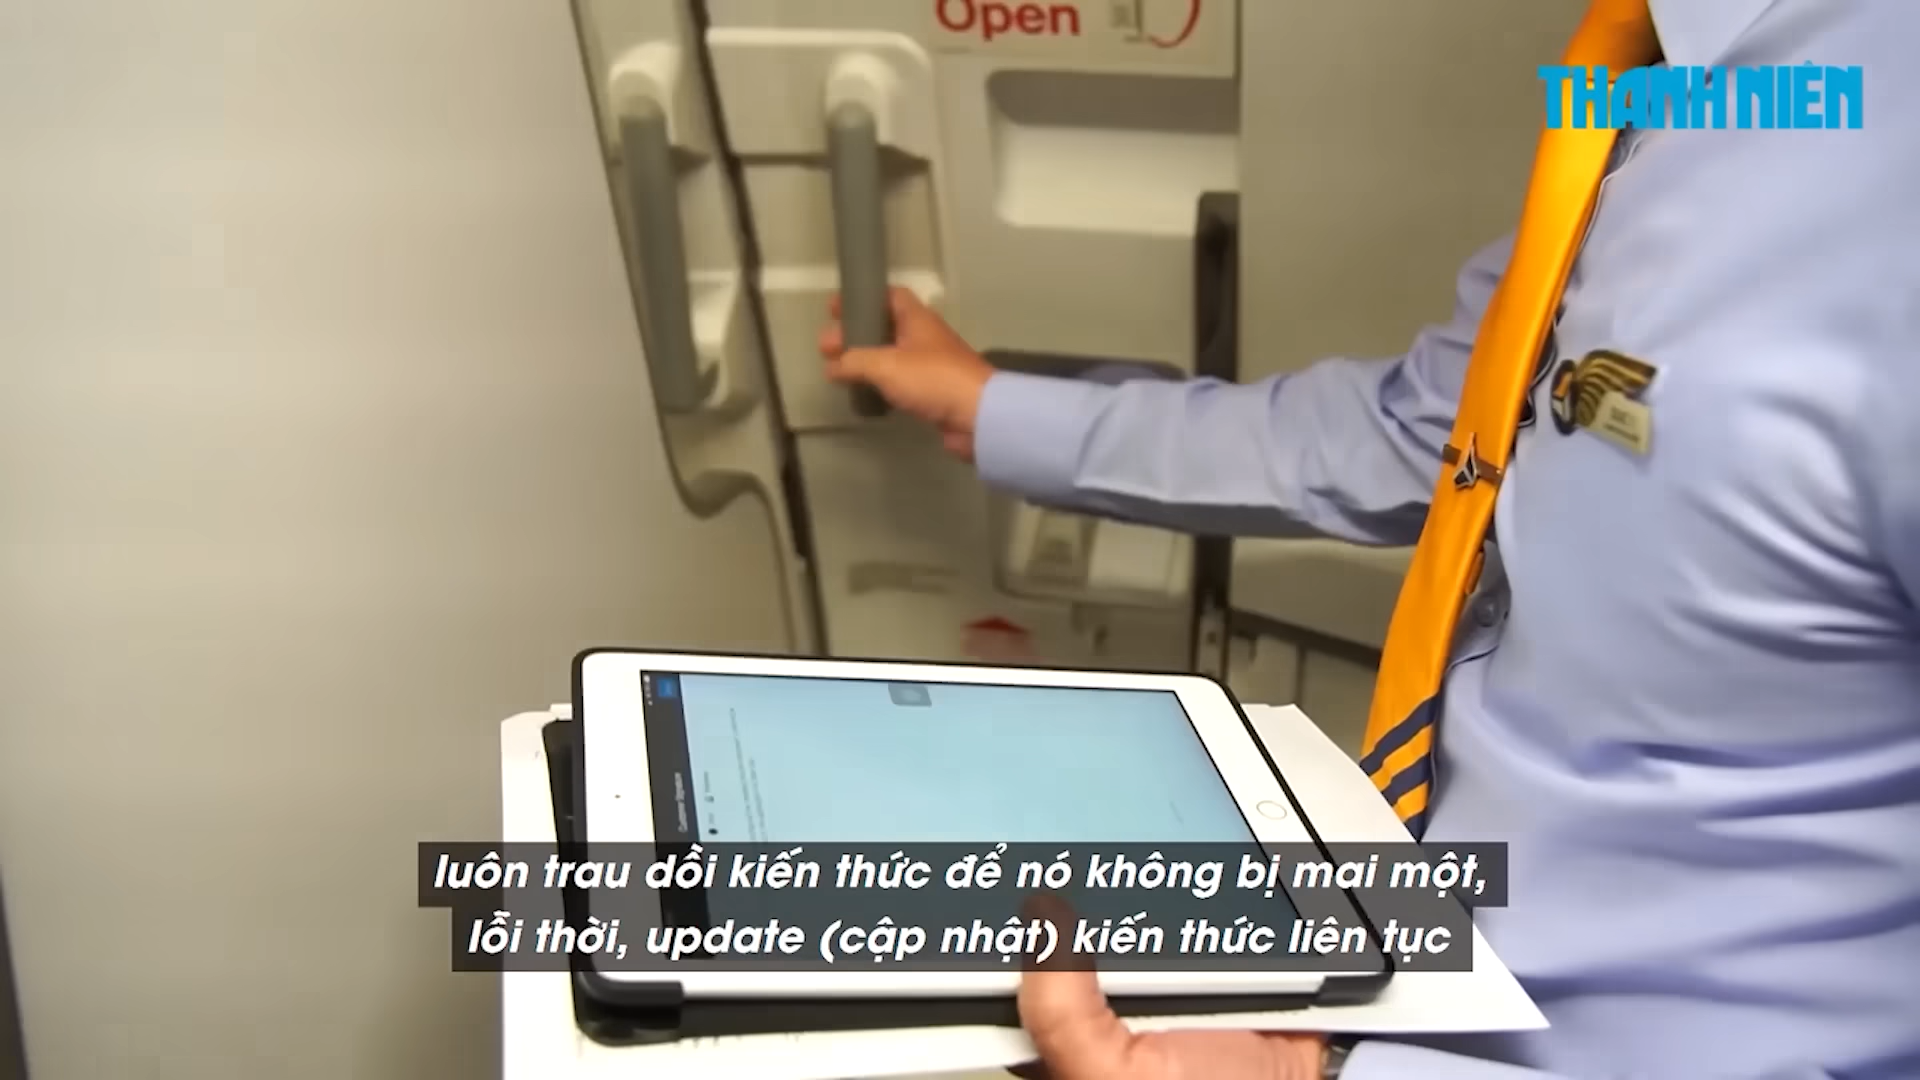 Open
THANH NIÊN
luôn trau dồi kiến thức để nó không bị mai một,
lỗi thời, update (cập nhật) kiến thức liên tục